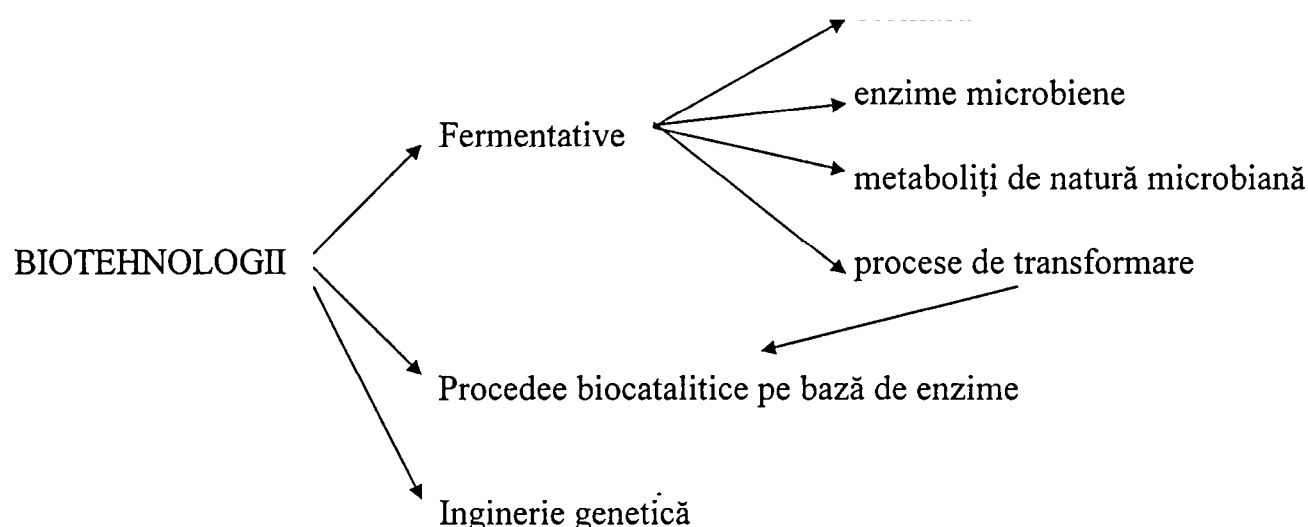 enzime microbiene
Fermentative
metaboliți de natură microbiană
BIOTEHNOLOGII
procese de transformare
Procedee biocatalitice pe bază de enzime
Inginerie genetică